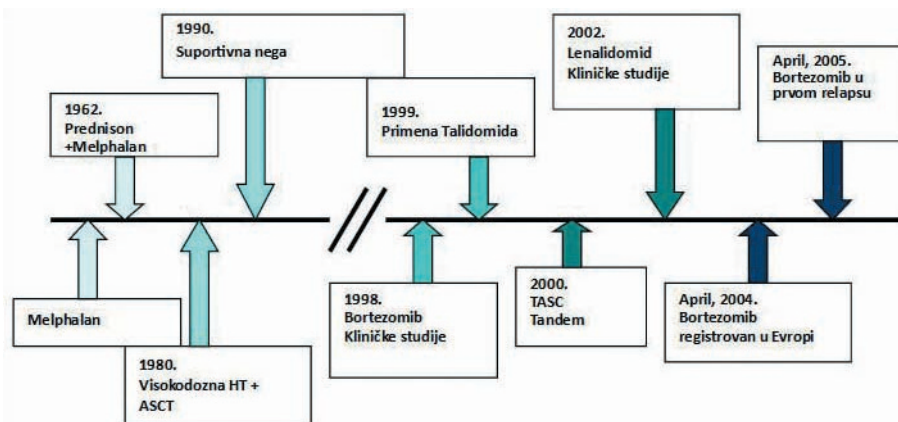 1990.
Suportivna nega
2002.
Lenalidomid
Kliničke studije
April, 2005.
Bortezomib u
prvom relapsu
1962.
Prednison
+Melphalan
1999.
Primena Talidomida
Melphalan
1980.
Visokodozna HT +
ASCT
1998.
Bortezomib
Kliničke studije
2000.
TASC
Tandem
April, 2004.
Bortezomib
registrovan u Evropi